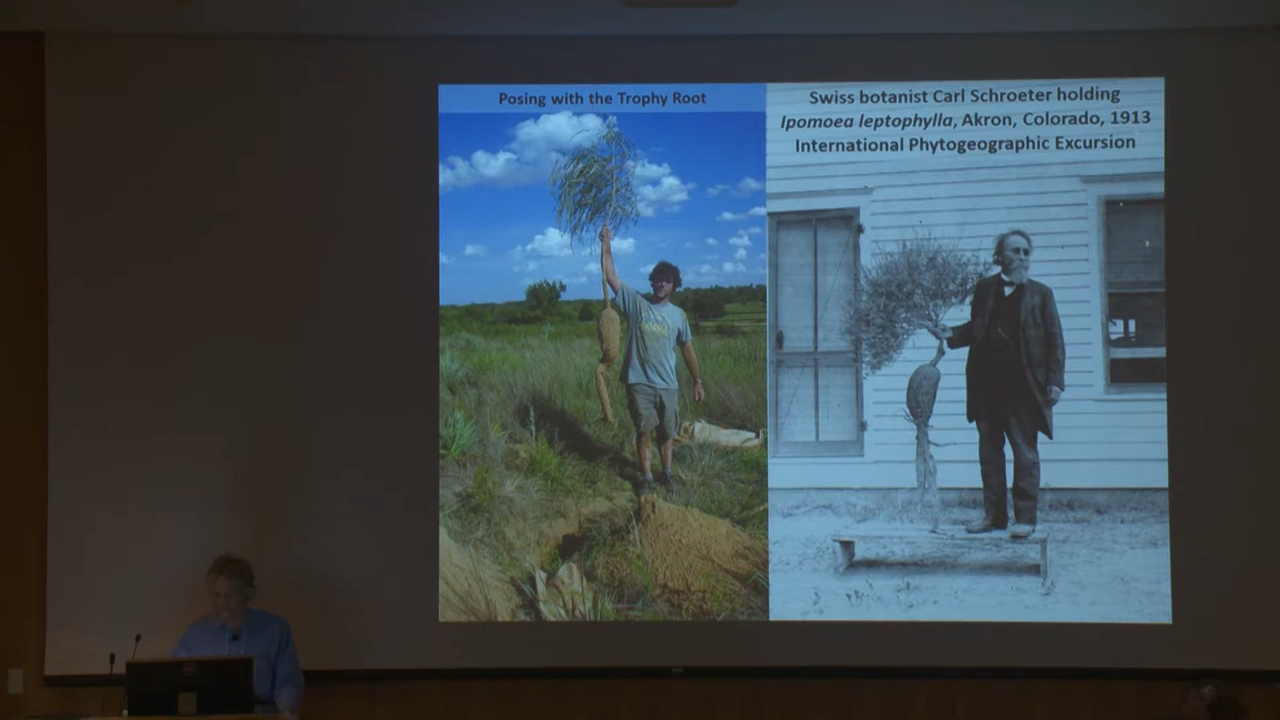 Posing with the Trophy Root
Swiss botanist Carl Schroeter holding
Ipomoea leptophylla, Akron, Colorado, 1913
International Phytogeographic Excursion